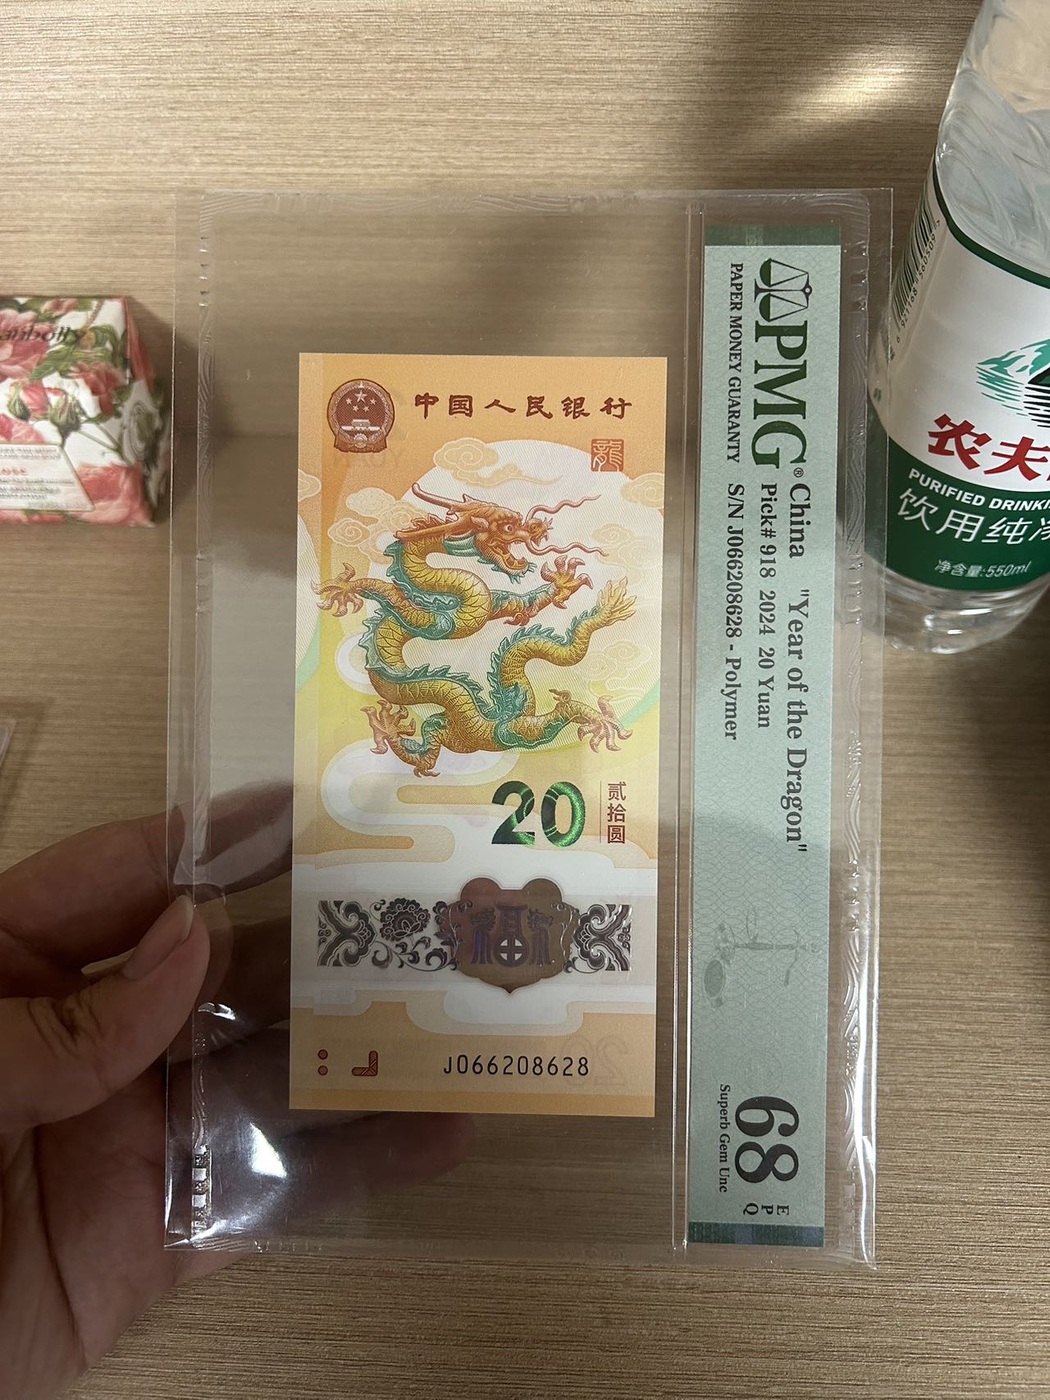 中国人民银行
龍
20
贰拾圆
福
J066208628
PMG®
PAPER MONEY GUARANTY
China "Year of the Dragon"
Pick# 918 2024 20 Yuan
S/N J066208628 - Polymer
68
EPQ
Superb Gem Unc
农夫
PURIFIED DRINKI
饮用纯净
净含量:550ml